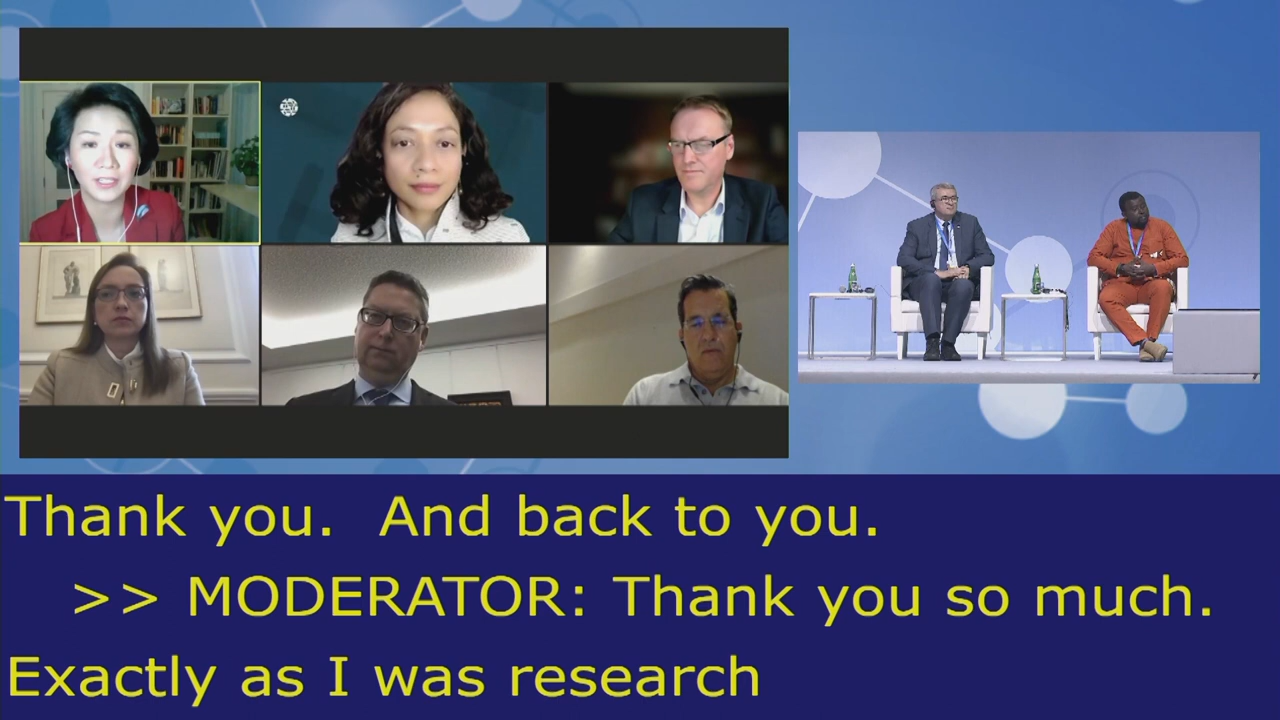 Thank you.  And back to you.
>> MODERATOR: Thank you so much.
Exactly as I was research